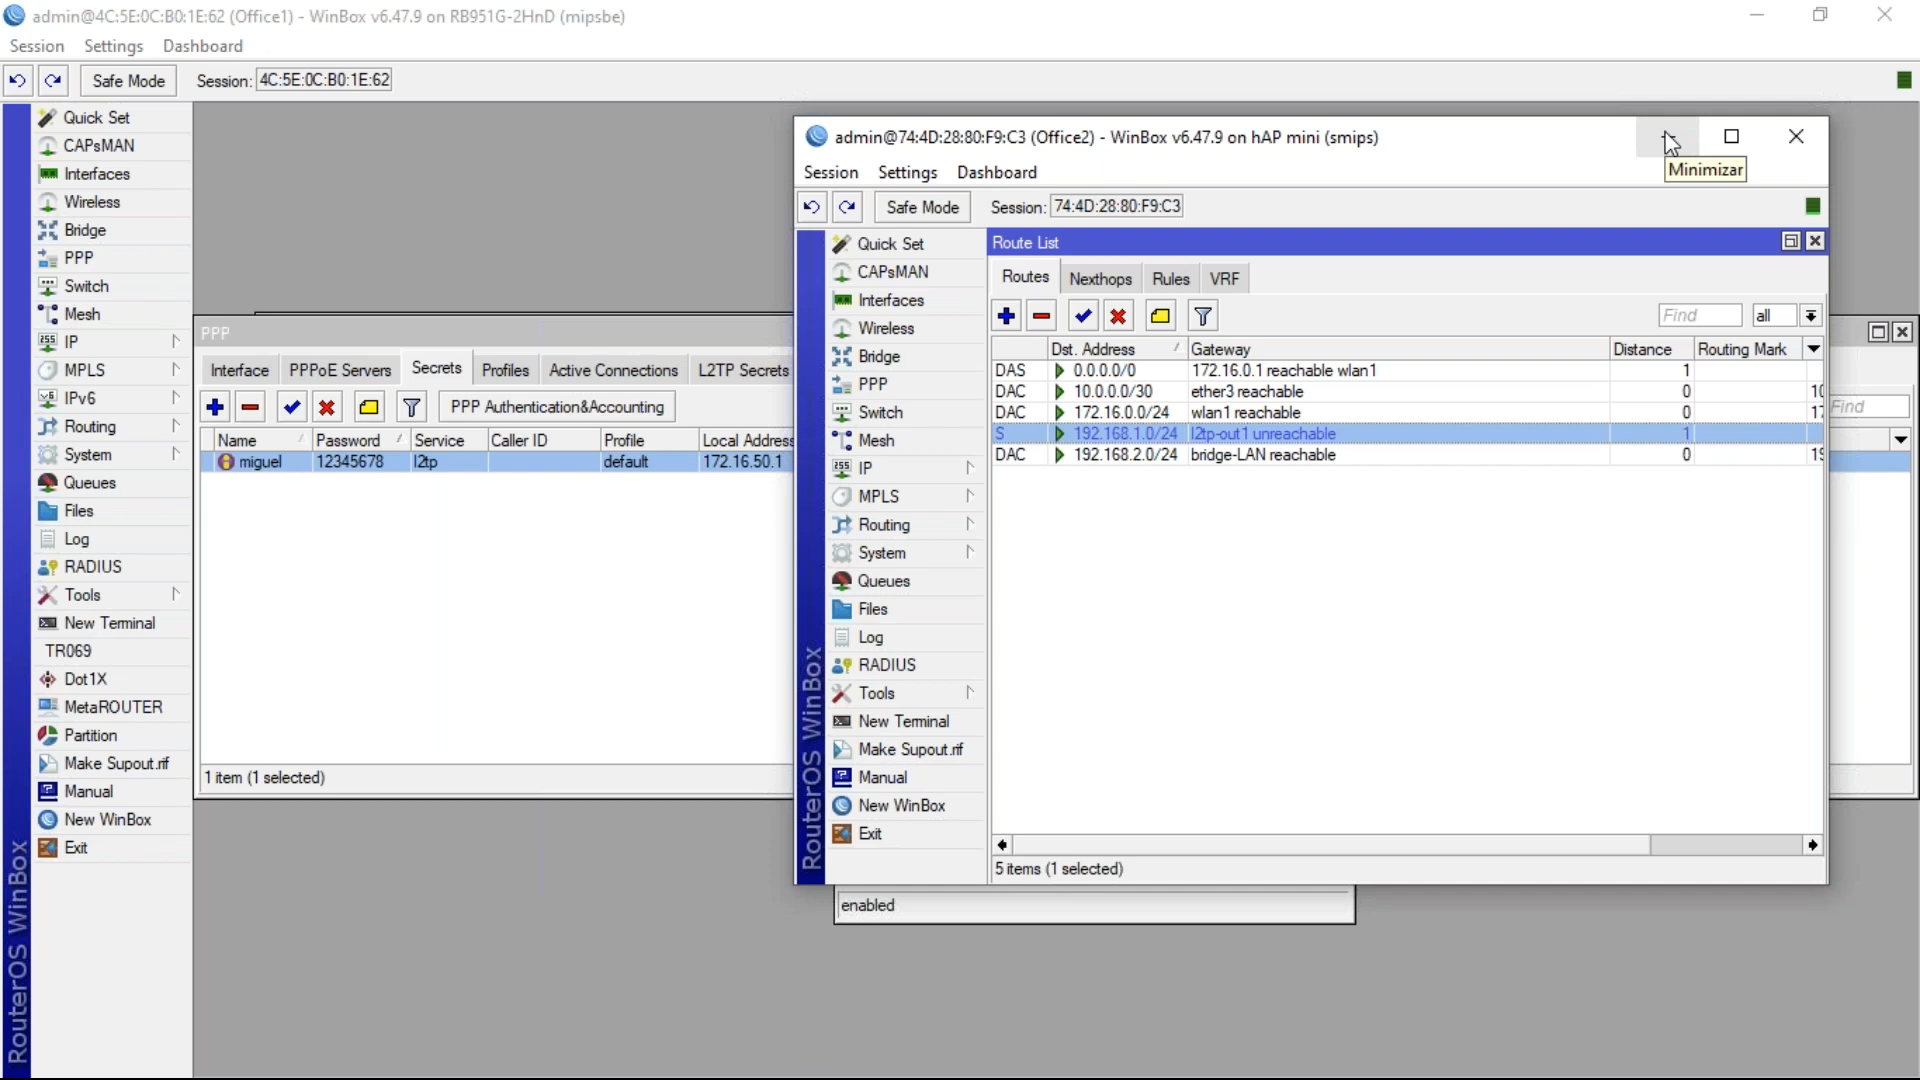 admin@4C:5E:0C:B0:1E:62 (Office1) - WinBox v6.47.9 on RB951G-2HnD (mipsbe)
Session Settings Dashboard
Safe Mode Session: 4C:5E:0C:B0:1E:62
Quick Set
CAPsMAN
Interfaces
Wireless
Bridge
PPP
Switch
Mesh
IP
MPLS
IPv6
Routing
System
Queues
Files
Log
RADIUS
Tools
New Terminal
TR069
Dot1X
MetaROUTER
Partition
Make Supout.rif
Manual
New WinBox
Exit
RouterOS WinBox
PPP
Interface PPPoE Servers Secrets Profiles Active Connections L2TP Secrets
PPP Authentication&Accounting
Find
Name Password Service Caller ID Profile Local Address
miguel 12345678 l2tp default 172.16.50.1
1 item (1 selected)
admin@74:4D:28:80:F9:C3 (Office2) - WinBox v6.47.9 on hAP mini (smips)
Minimizar
Session Settings Dashboard
Safe Mode Session: 74:4D:28:80:F9:C3
Quick Set
CAPsMAN
Interfaces
Wireless
Bridge
PPP
Switch
Mesh
IP
MPLS
Routing
System
Queues
Files
Log
RADIUS
Tools
New Terminal
Make Supout.rif
Manual
New WinBox
Exit
RouterOS WinBox
Route List
Routes Nexthops Rules VRF
Find all
Dst. Address Gateway Distance Routing Mark
DAS 0.0.0.0/0 172.16.0.1 reachable wlan1 1
DAC 10.0.0.0/30 ether3 reachable 0 10
DAC 172.16.0.0/24 wlan1 reachable 0 17
S 192.168.1.0/24 l2tp-out1 unreachable 1
DAC 192.168.2.0/24 bridge-LAN reachable 0 19
5 items (1 selected)
enabled